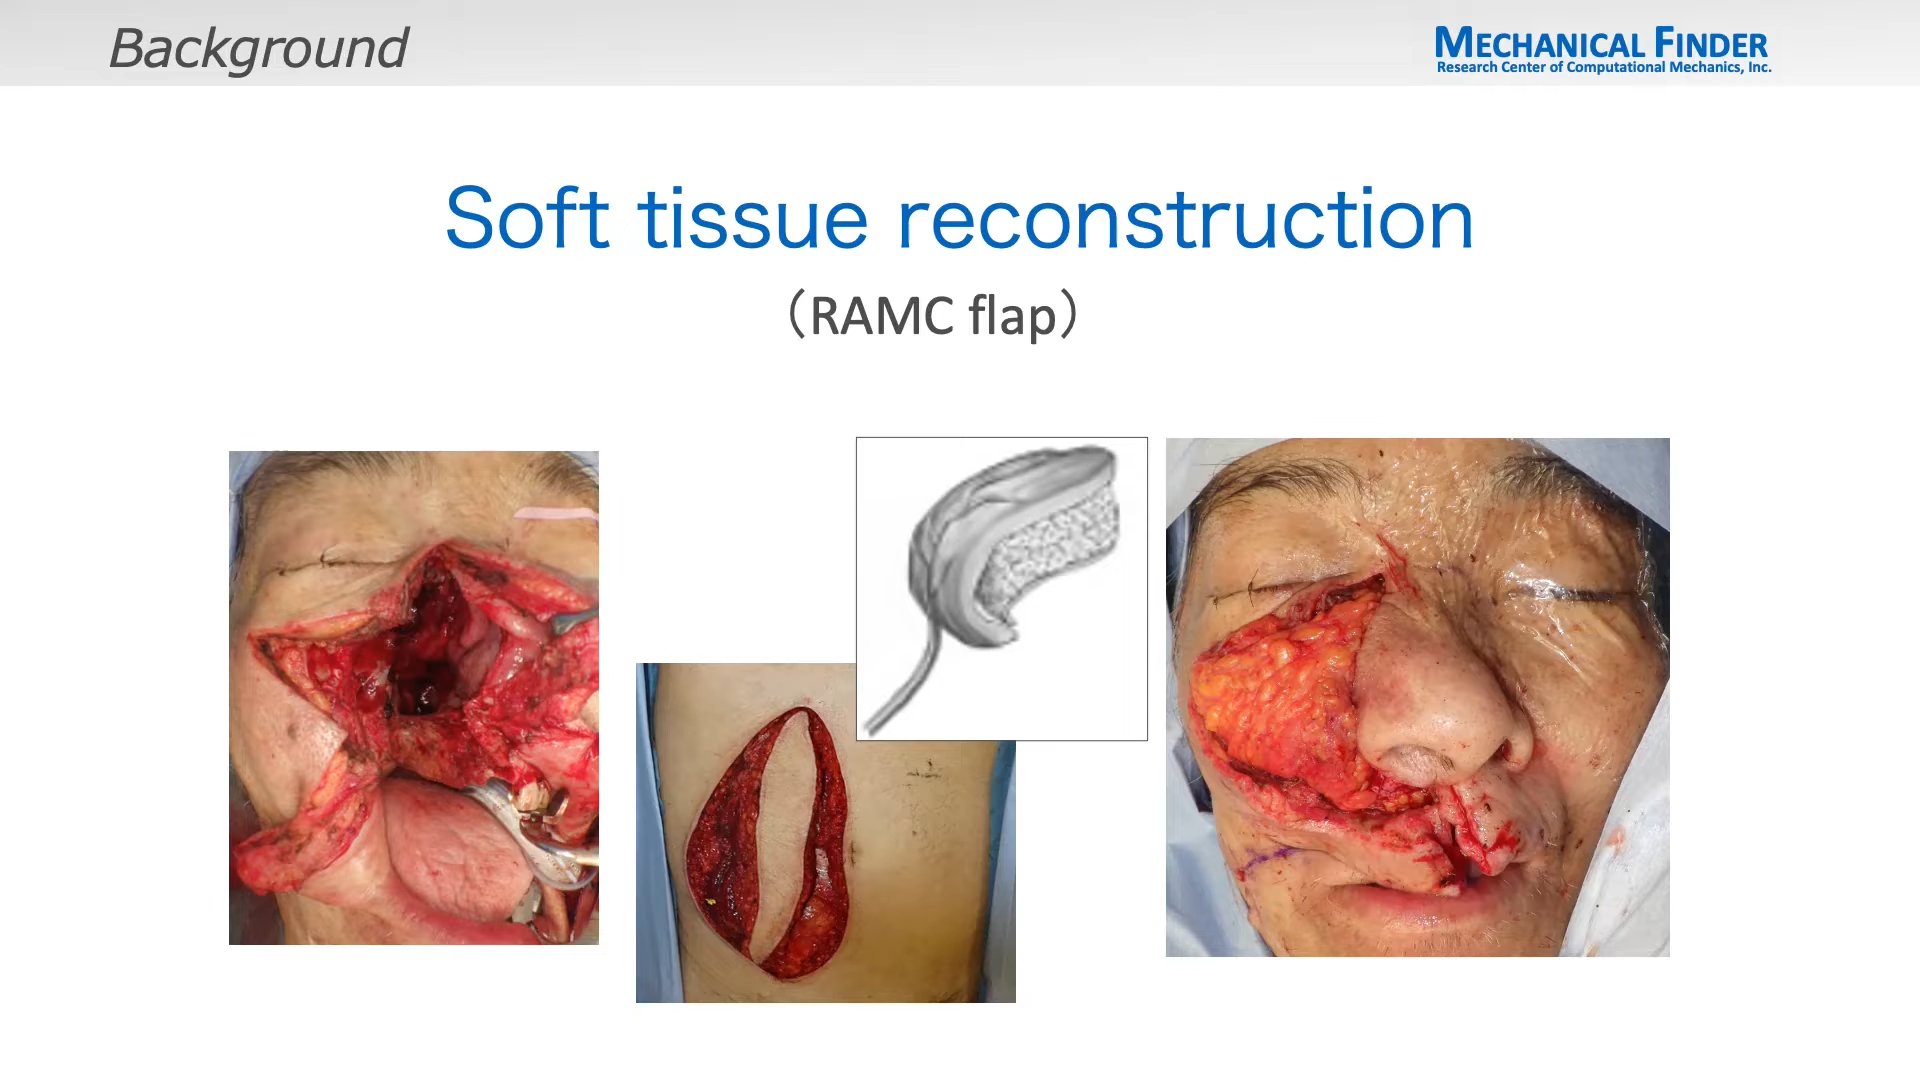 Background
MECHANICAL FINDER
Research Center of Computational Mechanics, Inc.
Soft tissue reconstruction
（RAMC flap）